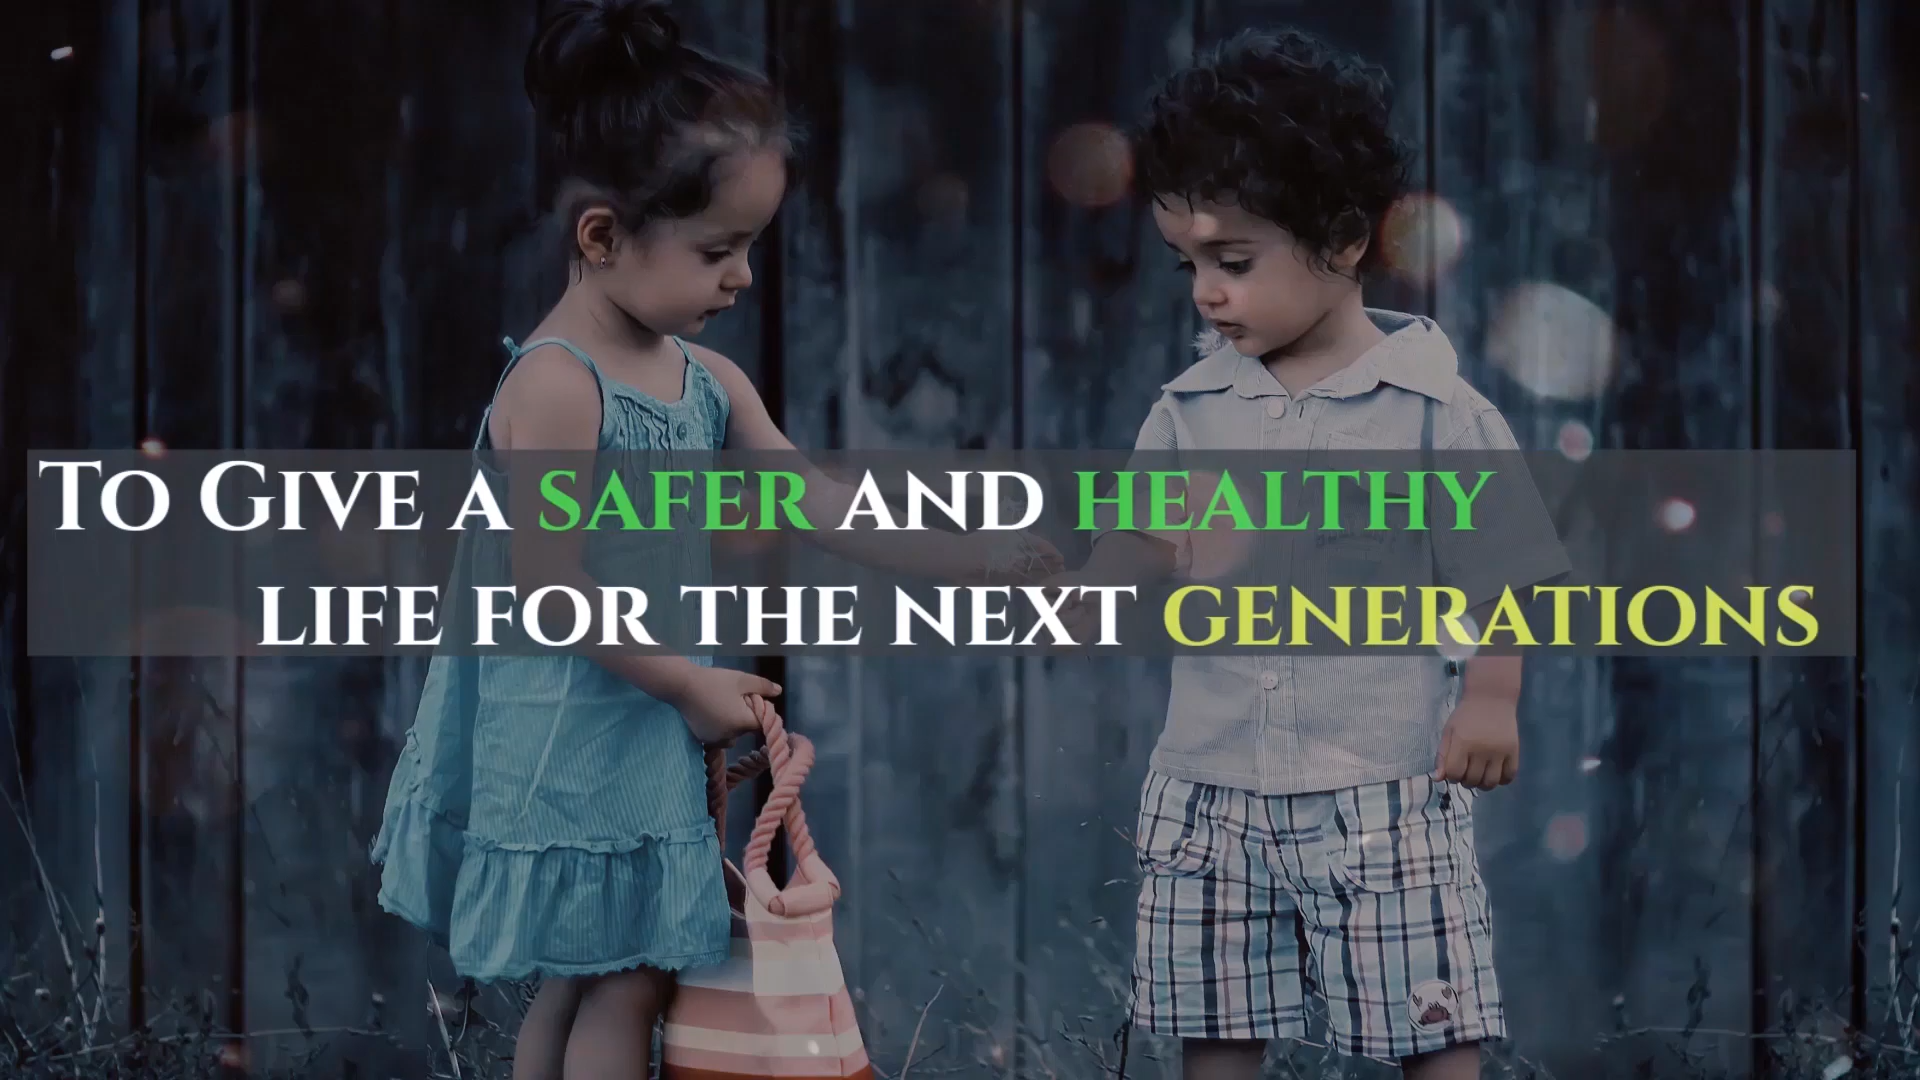 To Give a safer and healthy
life for the next generations